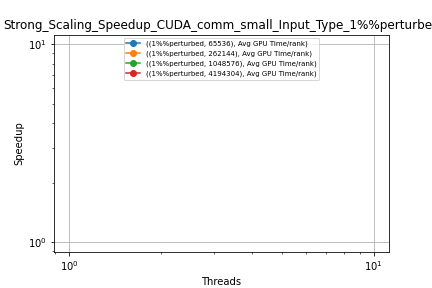 Strong_Scaling_Speedup_CUDA_comm_small_Input_Type_1%%perturbe
((1%%perturbed, 65536), Avg GPU Time/rank)
((1%%perturbed, 262144), Avg GPU Time/rank)
((1%%perturbed, 1048576), Avg GPU Time/rank)
((1%%perturbed, 4194304), Avg GPU Time/rank)
10¹
Speedup
10⁰
10⁰ 10¹
Threads